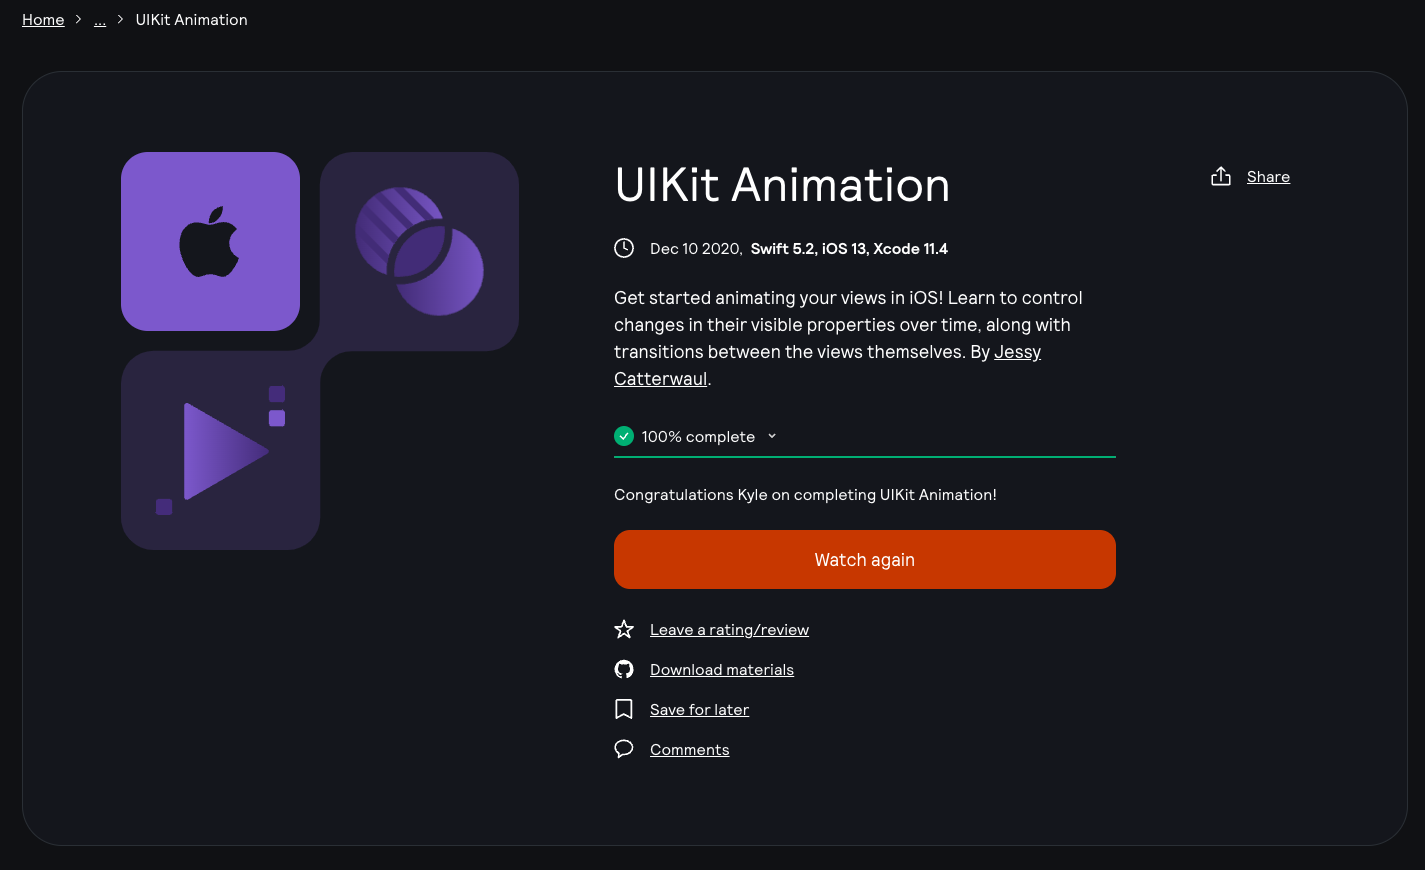 Home > ... > UIKit Animation
UIKit Animation
Share
Dec 10 2020, Swift 5.2, iOS 13, Xcode 11.4
Get started animating your views in iOS! Learn to control
changes in their visible properties over time, along with
transitions between the views themselves. By Jessy
Catterwaul.
100% complete
Congratulations Kyle on completing UIKit Animation!
Watch again
Leave a rating/review
Download materials
Save for later
Comments